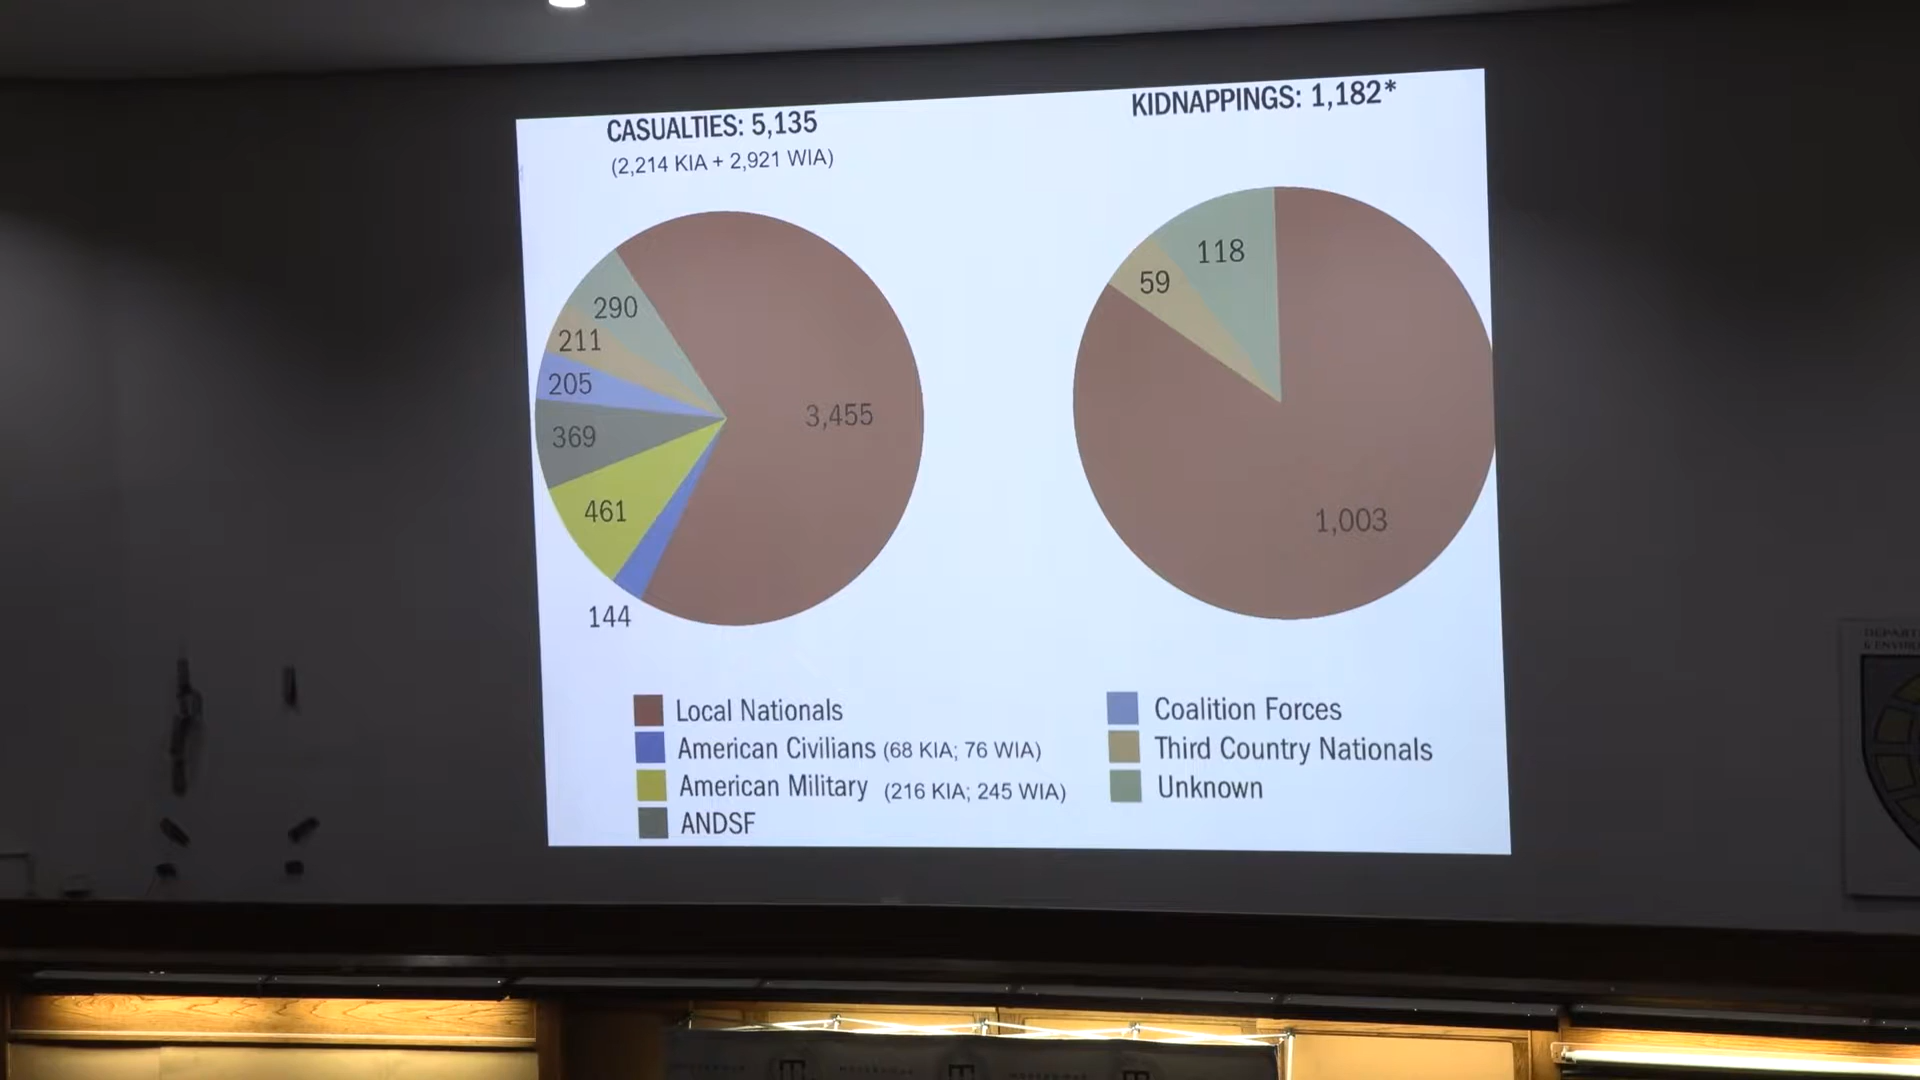 CASUALTIES: 5,135
(2,214 KIA + 2,921 WIA)
KIDNAPPINGS: 1,182*
290
211
205
369
461
144
3,455
118
59
1,003
Local Nationals
American Civilians (68 KIA; 76 WIA)
American Military (216 KIA; 245 WIA)
ANDSF
Coalition Forces
Third Country Nationals
Unknown